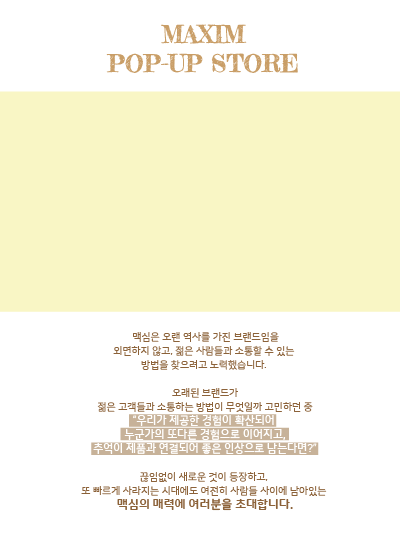 MAXIM
POP-UP STORE
맥심은 오랜 역사를 가진 브랜드임을
외면하지 않고, 젊은 사람들과 소통할 수 있는
방법을 찾으려고 노력했습니다.
오래된 브랜드가
젊은 고객들과 소통하는 방법이 무엇일까 고민하던 중
"우리가 제공한 경험이 확산되어
누군가의 또다른 경험으로 이어지고,
추억이 제품과 연결되어 좋은 인상으로 남는다면?"
끊임없이 새로운 것이 등장하고,
또 빠르게 사라지는 시대에도 여전히 사람들 사이에 남아있는
맥심의 매력에 여러분을 초대합니다.